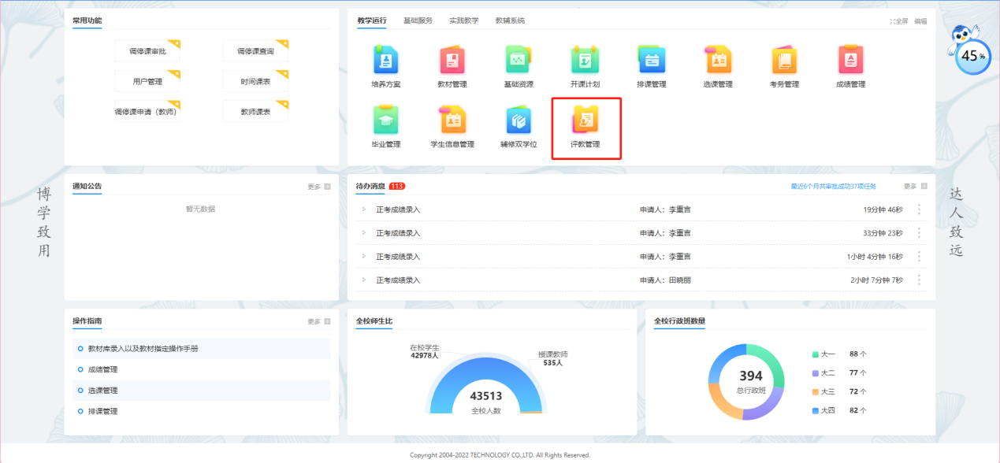 常用功能
调停课审批
调停课查询
用户管理
时间课表
调停课申请（教师）
教师课表
教学运行 基础服务 实践教学 教辅系统
全屏 编辑
45%
培养方案 教材管理 基础资源 开课计划 排课管理 选课管理 考务管理 成绩管理
毕业管理 学生信息管理 辅修双学位 评教管理
博学致用
通知公告
更多
暂无数据
待办消息 113
最近6个月共审批成功37项任务 更多
正考成绩录入 申请人：李重言 19分钟 46秒
正考成绩录入 申请人：李重言 33分钟 23秒
正考成绩录入 申请人：李重言 1小时 4分钟 16秒
正考成绩录入 申请人：田晓丽 2小时 7分钟 7秒
达人致远
操作指南
更多
教材库录入以及教材指定操作手册
成绩管理
选课管理
排课管理
全校师生比
在校学生
42978人
授课教师
535人
43513
全校人数
全校行政班数量
394
总行政班
大一 88 个
大二 77 个
大三 72 个
大四 82 个
Copyright 2004-2022 TECHNOLOGY CO.,LTD. All Rights Reserved.